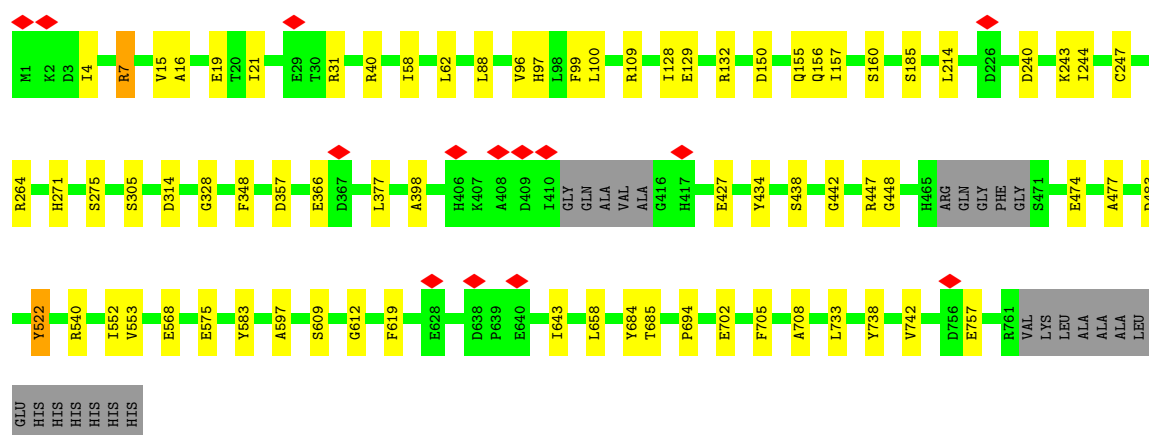 M1 K2 D3 I4 R7 V15 A16 E19 T20 I21 E29 T30 R31 R40 I58 L62 L88 V96 H97 L98 F99 L100 R109 I128 E129 R132 D150 Q155 Q156 I157 S160 S185 L214 D226 D240 K243 I244 C247
R264 H271 S275 S305 D314 G328 F348 D357 E366 D367 L377 A398 H406 K407 A408 D409 I410 GLY GLN ALA VAL ALA G416 H417 E427 Y434 S438 G442 R447 G448 H465 ARG GLN GLY PHE GLY S471 E474 A477
Y522 R540 I552 V553 E568 E575 Y583 A597 S609 G612 F619 E628 D638 P639 E640 I643 L658 Y684 T685 P694 E702 F705 A708 L733 Y738 V742 D756 E757 R761 VAL LYS LEU ALA ALA ALA LEU
GLU HIS HIS HIS HIS HIS HIS